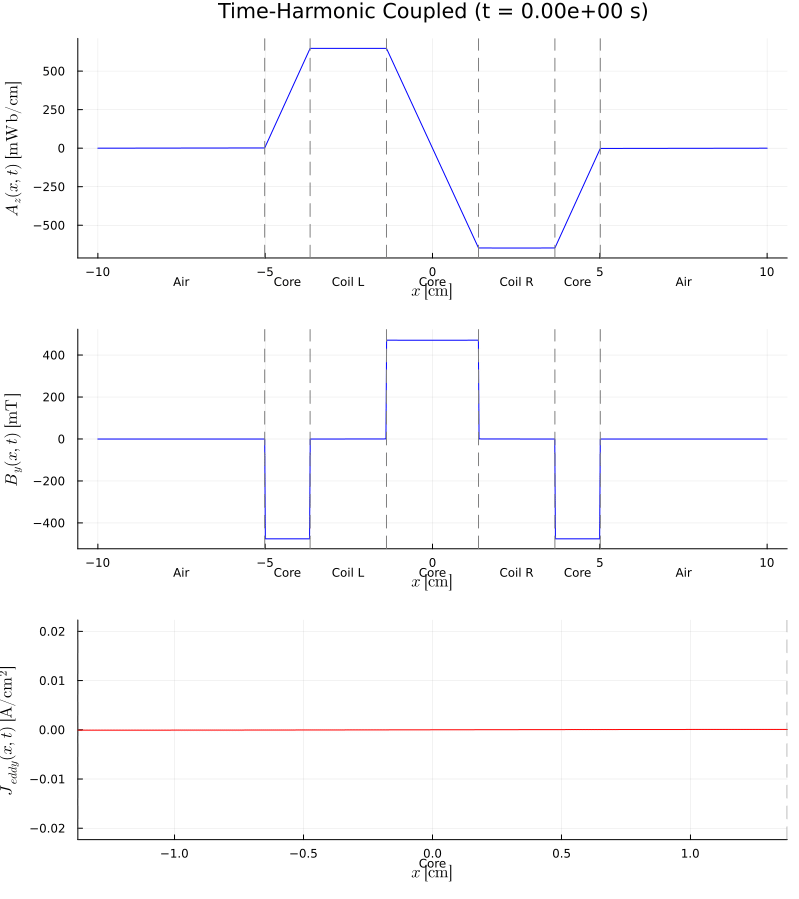 Time-Harmonic Coupled (t = 0.00e+00 s)
A_z(x, t) [mWb/cm]
500
250
0
−250
−500
−10 −5 0 5 10
Air Core Coil L Core Coil R Core Air
x [cm]
B_y(x, t) [mT]
400
200
0
−200
−400
−10 −5 0 5 10
Air Core Coil L Core Coil R Core Air
x [cm]
J_eddy(x, t) [A/cm²]
0.02
0.01
0.00
−0.01
−0.02
−1.0 −0.5 0.0 0.5 1.0
Core
x [cm]